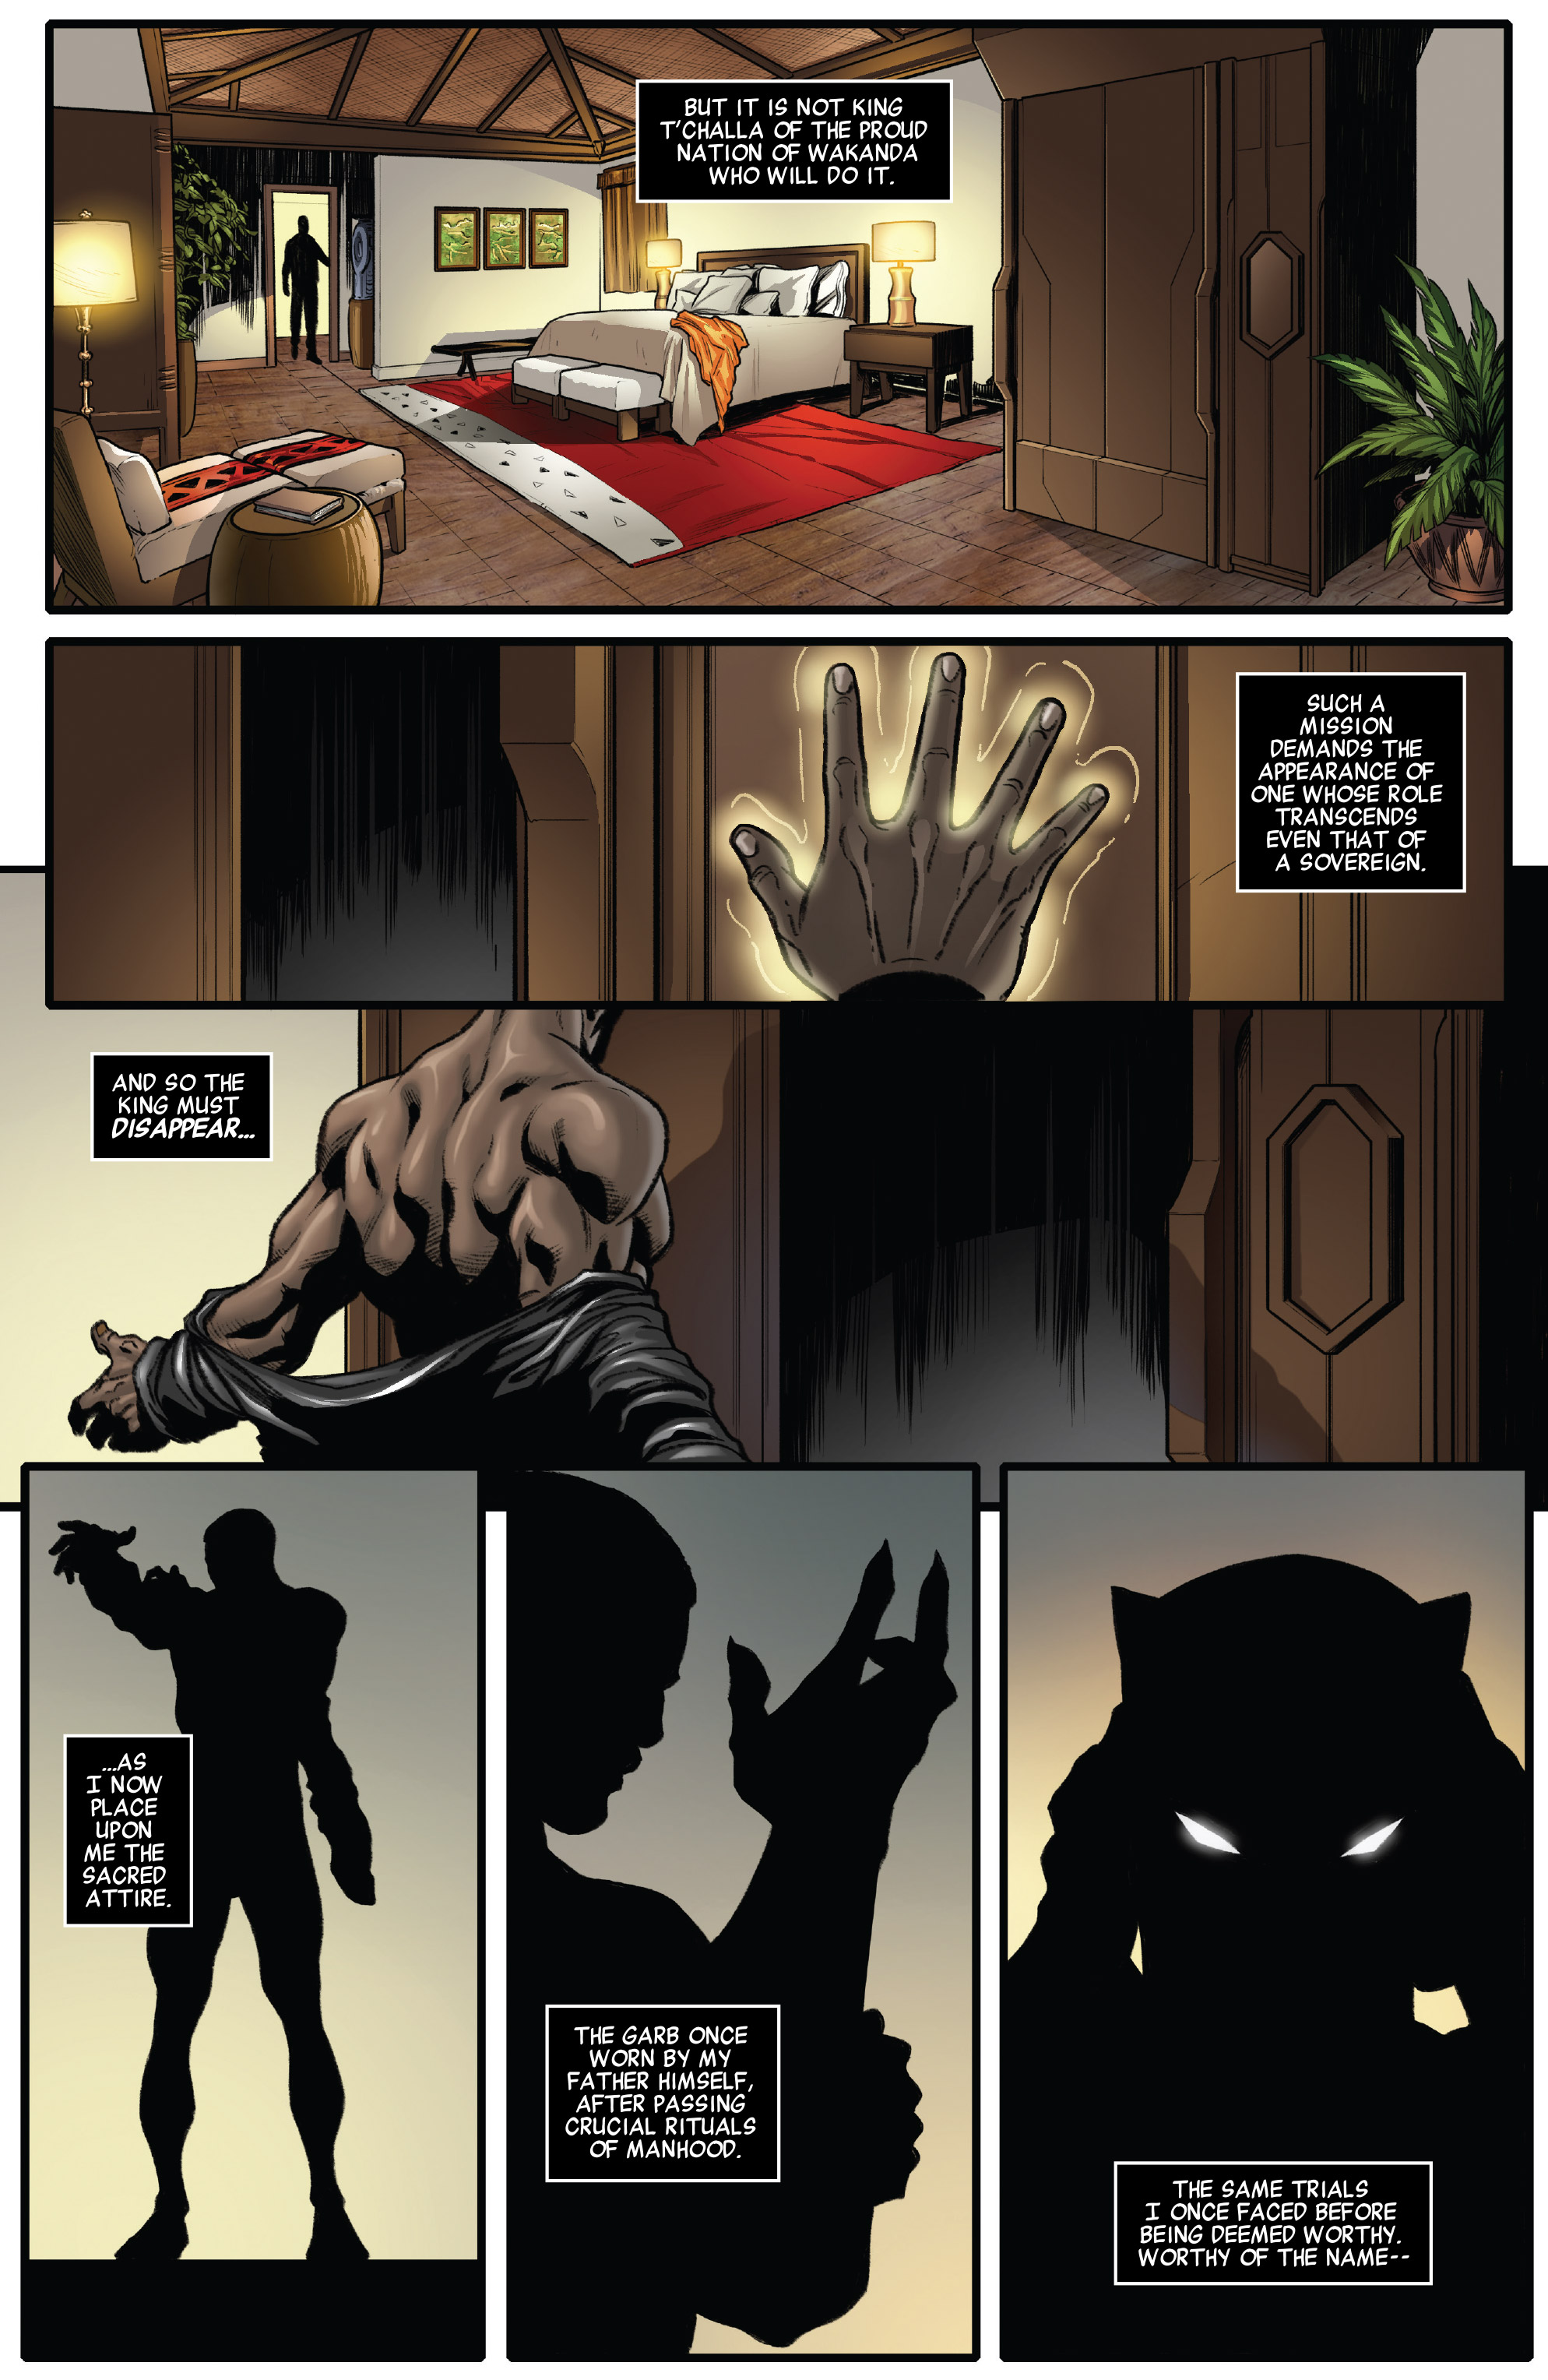 BUT IT IS NOT KING
T'CHALLA OF THE PROUD
NATION OF WAKANDA
WHO WILL DO IT.
SUCH A
MISSION
DEMANDS THE
APPEARANCE OF
ONE WHOSE ROLE
TRANSCENDS
EVEN THAT OF
A SOVEREIGN.
AND SO THE
KING MUST
DISAPPEAR...
...AS
I NOW
PLACE
UPON
ME THE
SACRED
ATTIRE.
THE GARB ONCE
WORN BY MY
FATHER HIMSELF,
AFTER PASSING
CRUCIAL RITUALS
OF MANHOOD.
THE SAME TRIALS
I ONCE FACED BEFORE
BEING DEEMED WORTHY.
WORTHY OF THE NAME--